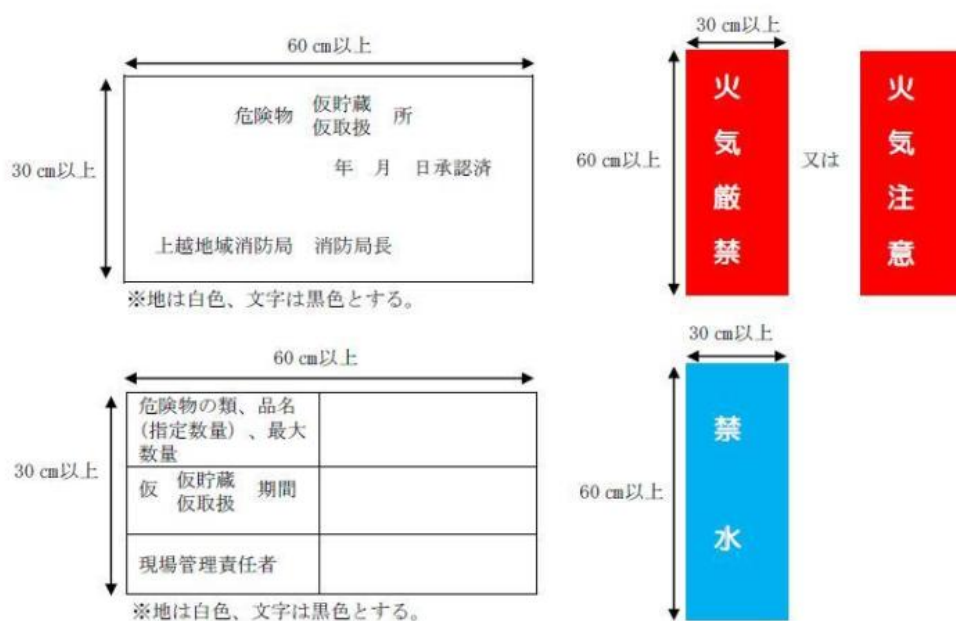 60 ㎝以上
30 ㎝以上
危険物 仮貯蔵 所
仮取扱
年 月 日承認済
上越地域消防局 消防局長
※地は白色、文字は黒色とする。
30 ㎝以上
60 ㎝以上
火気厳禁
又は
火気注意
60 ㎝以上
30 ㎝以上
危険物の類、品名
(指定数量)、最大
数量
仮 仮貯蔵 期間
仮取扱
現場管理責任者
※地は白色、文字は黒色とする。
30 ㎝以上
60 ㎝以上
禁水